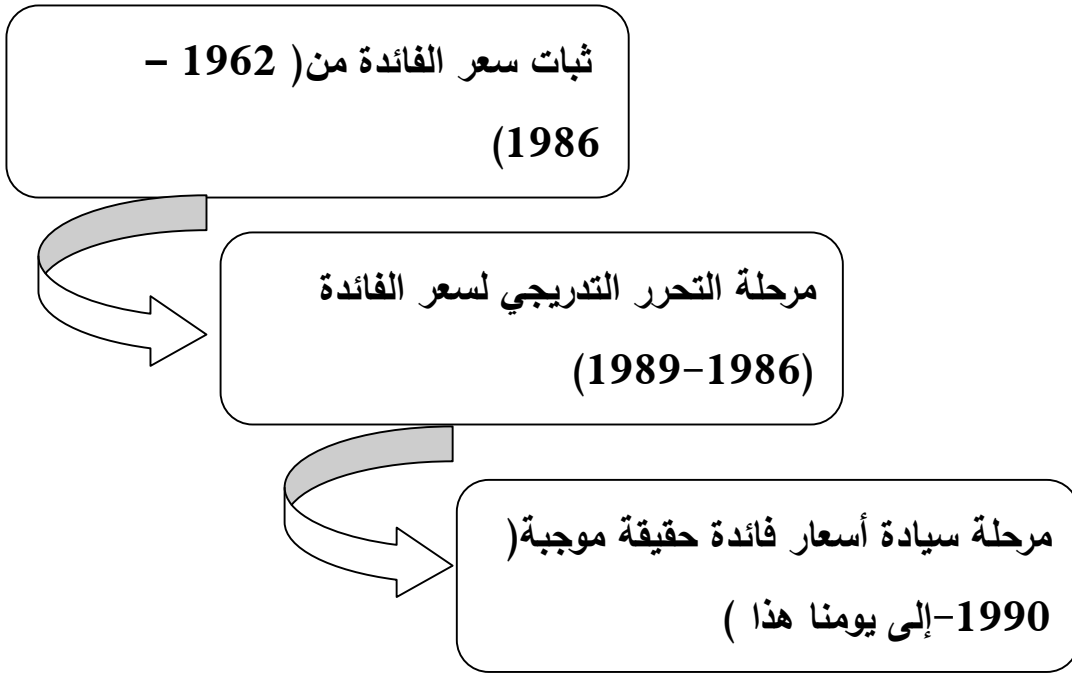 ثبات سعر الفائدة من( 1962 –
1986)
مرحلة التحرر التدريجي لسعر الفائدة
(1986-1989)
مرحلة سيادة أسعار فائدة حقيقة موجبة(
1990-إلى يومنا هذا )